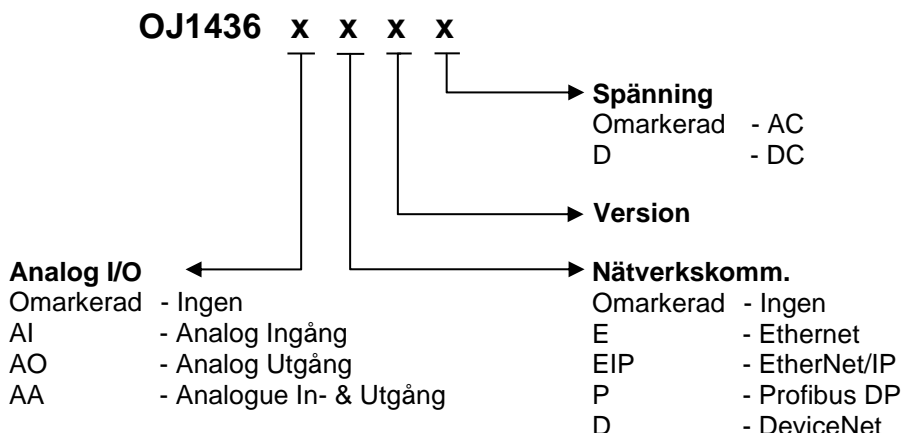 OJ1436 x x x x
Spänning
Omarkerad - AC
D - DC
Version
Analog I/O
Omarkerad - Ingen
AI - Analog Ingång
AO - Analog Utgång
AA - Analogue In- & Utgång
Nätverkskomm.
Omarkerad - Ingen
E - Ethernet
EIP - EtherNet/IP
P - Profibus DP
D - DeviceNet